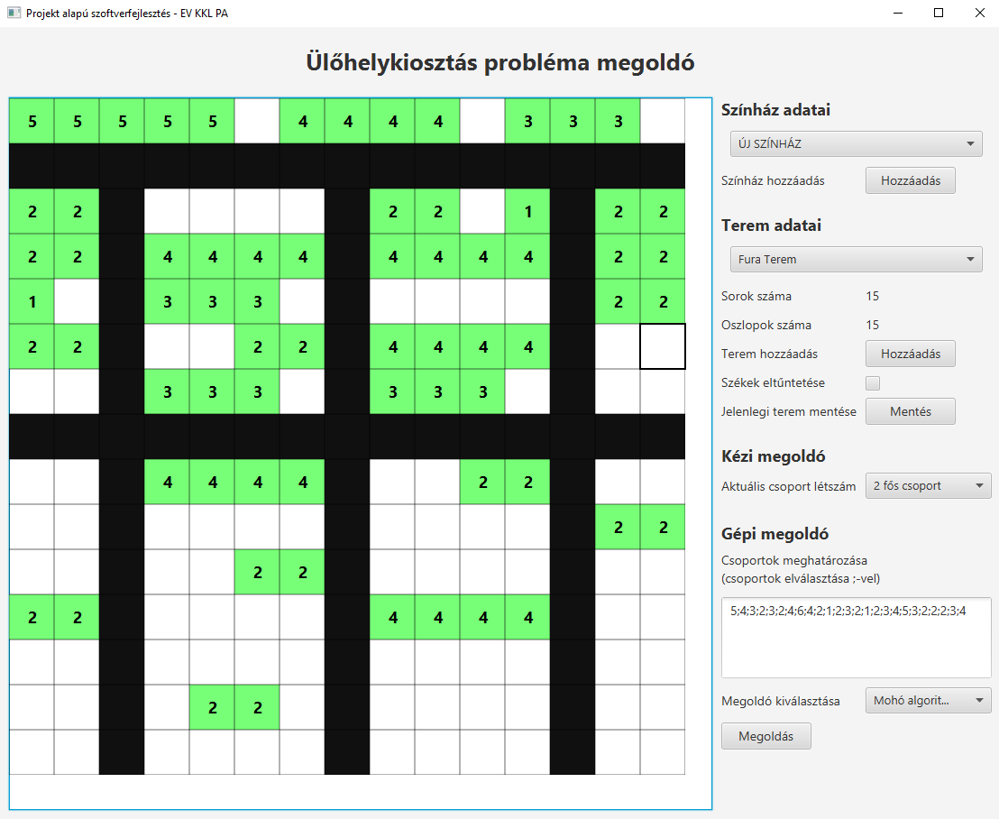 Projekt alapú szoftverfejlesztés - EV KKL PA
Ülőhelykiosztás probléma megoldó
5 5 5 5 5 4 4 4 4 3 3 3
2 2 2 2 1 2 2
2 2 4 4 4 4 4 4 4 4 2 2
1 3 3 3 2 2
2 2 2 2 4 4 4 4
3 3 3 3 3 3
4 4 4 4 2 2
2 2
2 2
2 2 4 4 4 4
2 2
Színház adatai
ÚJ SZÍNHÁZ
Színház hozzáadás Hozzáadás
Terem adatai
Fura Terem
Sorok száma 15
Oszlopok száma 15
Terem hozzáadás Hozzáadás
Székek eltűntetése
Jelenlegi terem mentése Mentés
Kézi megoldó
Aktuális csoport létszám 2 fős csoport
Gépi megoldó
Csoportok meghatározása
(csoportok elválasztása ;-vel)
5;4;3;2;3;2;4;6;4;2;1;2;3;2;1;2;3;4;5;3;2;2;2;3;4
Megoldó kiválasztása Mohó algorit...
Megoldás